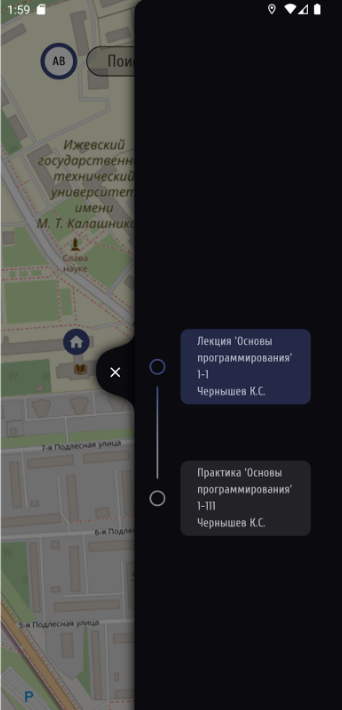 1:59
АВ
Пои
Ижевский
государственн
технический
университет
имени
М. Т. Калашнико
Слава
науке
7-я Подлесная улица
6-я Подле
5-я Подлесная улица
P
Лекция 'Основы
программирования'
1-1
Чернышев К.С.
Практика 'Основы
программирования'
1-111
Чернышев К.С.